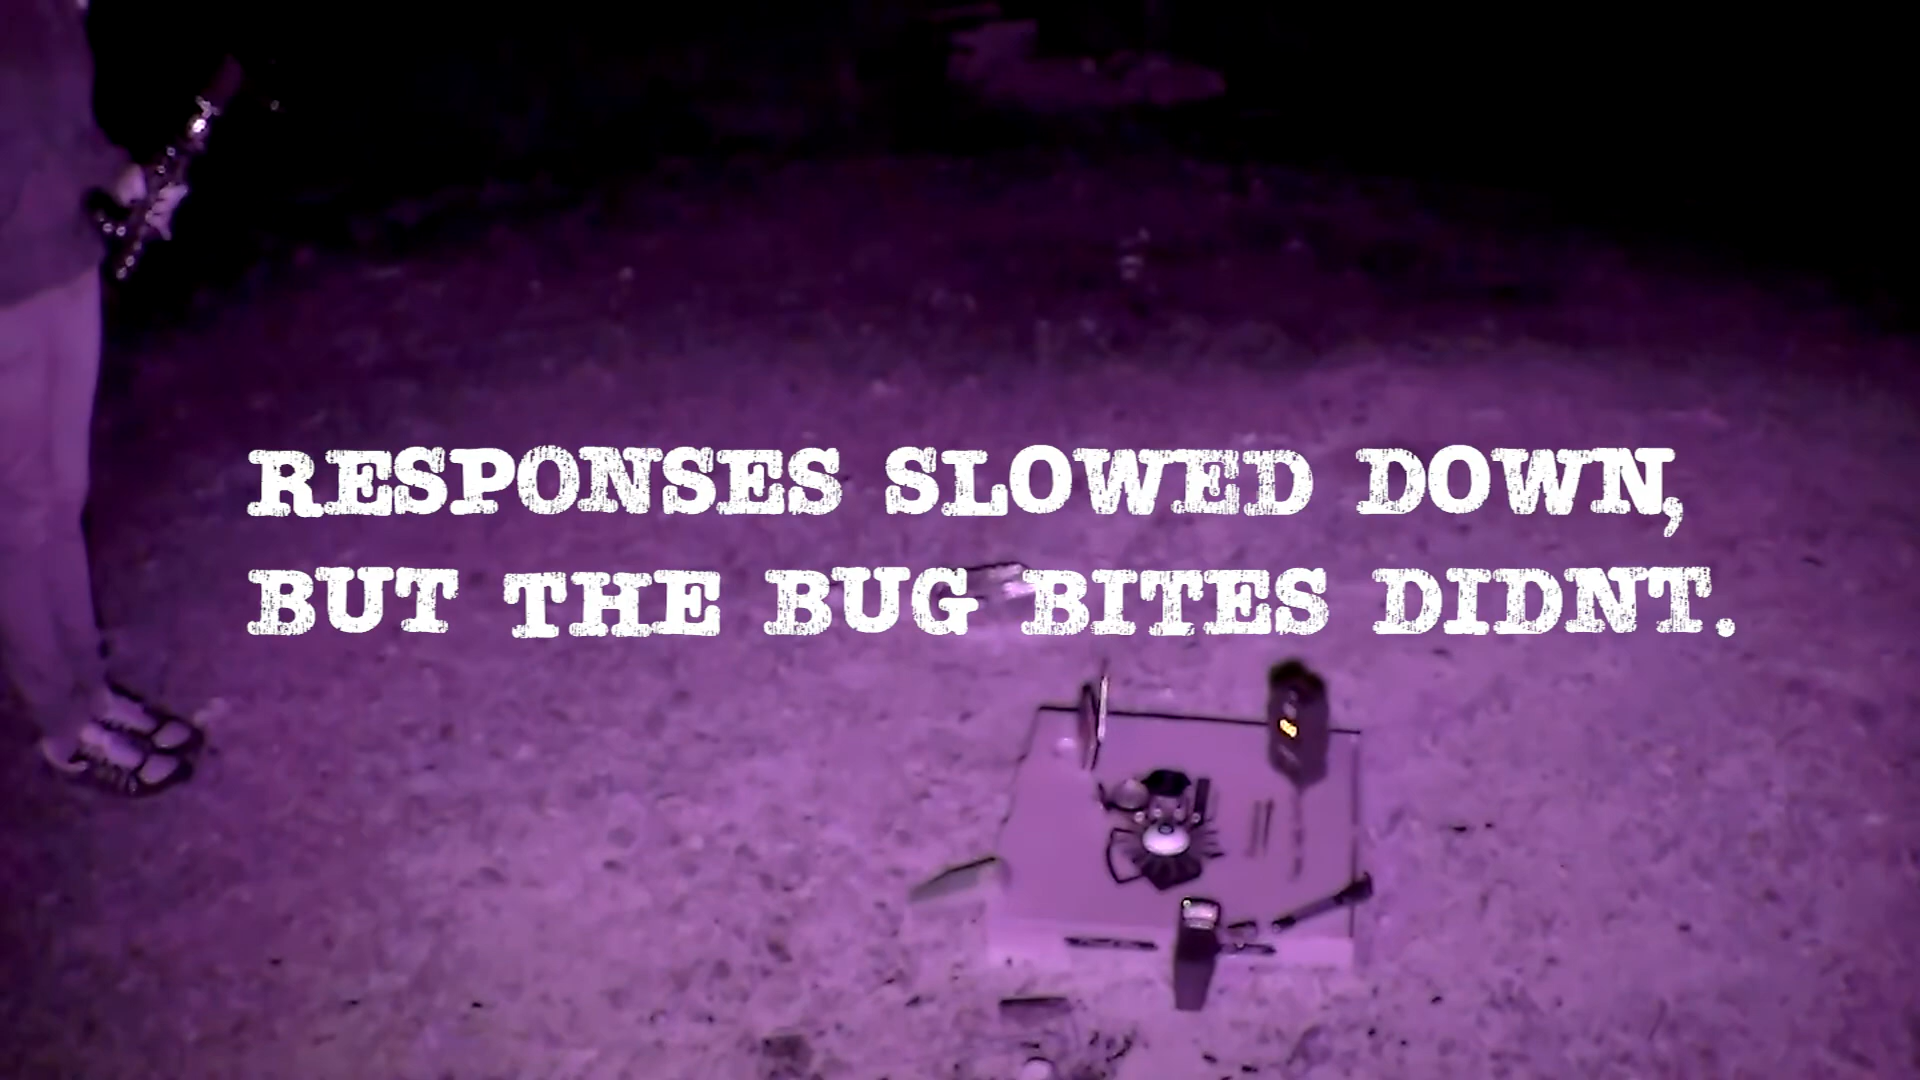 RESPONSES SLOWED DOWN,
BUT THE BUG BITES DIDNT.